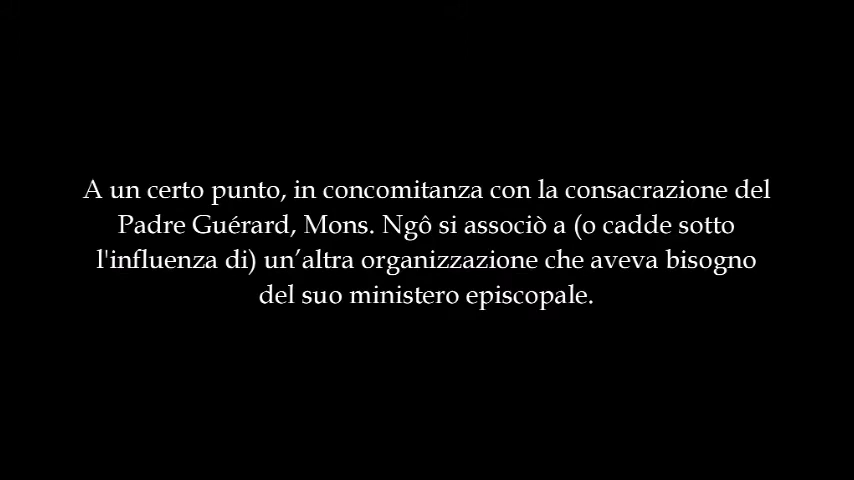 A un certo punto, in concomitanza con la consacrazione del
Padre Guérard, Mons. Ngô si associò a (o cadde sotto
l'influenza di) un’altra organizzazione che aveva bisogno
del suo ministero episcopale.